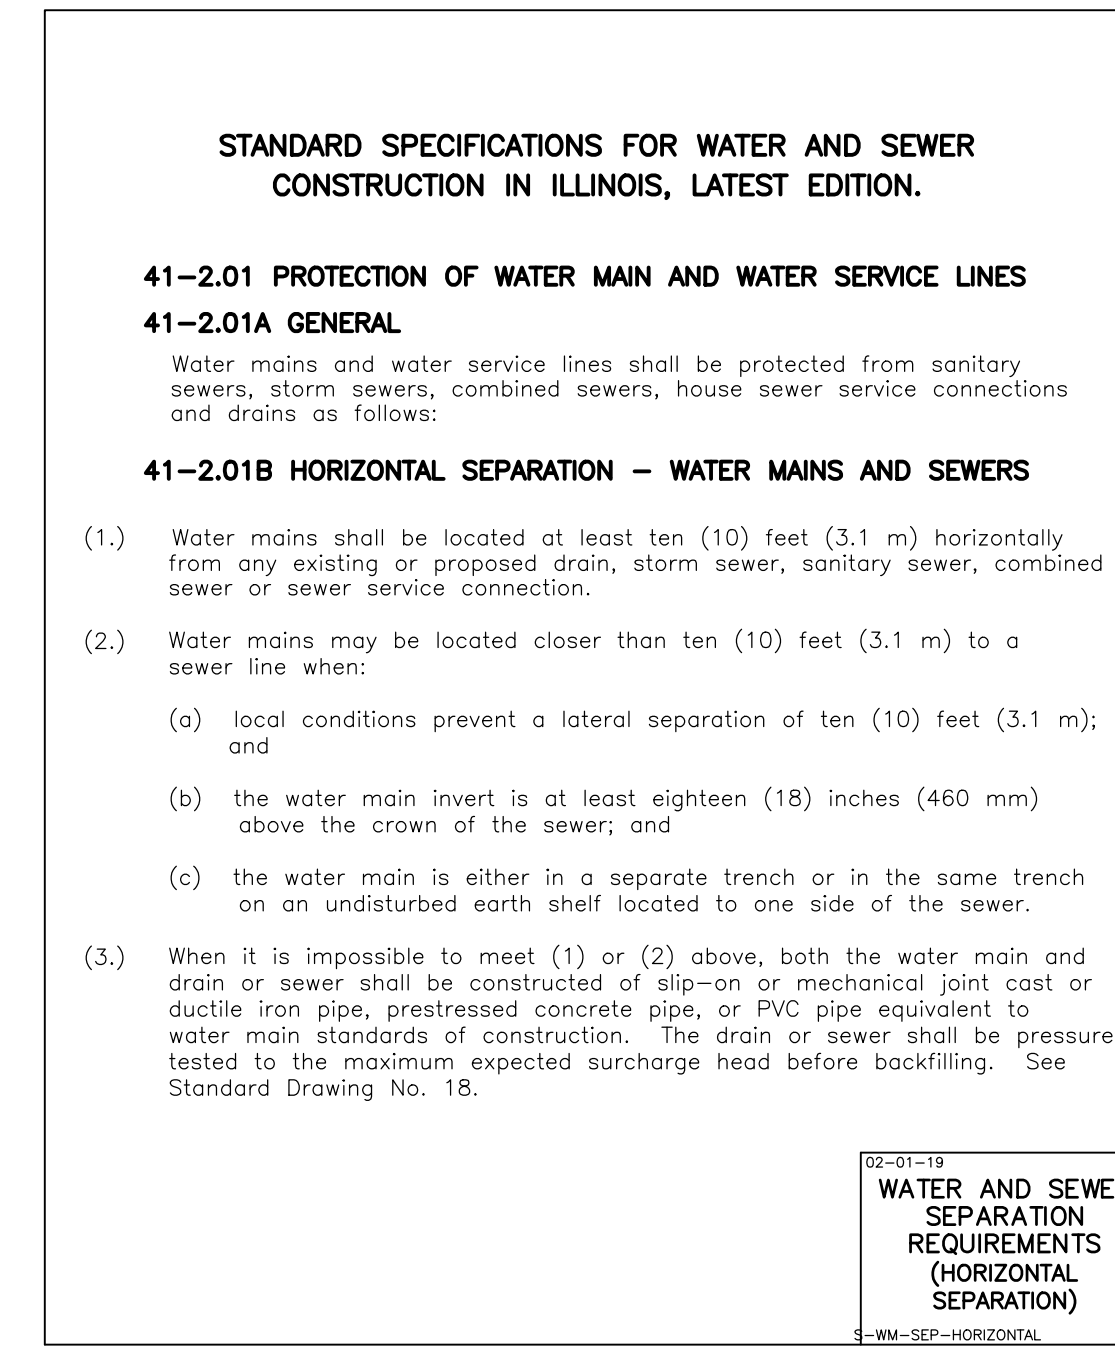 STANDARD SPECIFICATIONS FOR WATER AND SEWER
CONSTRUCTION IN ILLINOIS, LATEST EDITION.
41-2.01 PROTECTION OF WATER MAIN AND WATER SERVICE LINES
41-2.01A GENERAL
Water mains and water service lines shall be protected from sanitary
sewers, storm sewers, combined sewers, house sewer service connections
and drains as follows:
41-2.01B HORIZONTAL SEPARATION - WATER MAINS AND SEWERS
(1.) Water mains shall be located at least ten (10) feet (3.1 m) horizontally
from any existing or proposed drain, storm sewer, sanitary sewer, combined
sewer or sewer service connection.
(2.) Water mains may be located closer than ten (10) feet (3.1 m) to a
sewer line when:
(a) local conditions prevent a lateral separation of ten (10) feet (3.1 m);
and
(b) the water main invert is at least eighteen (18) inches (460 mm)
above the crown of the sewer; and
(c) the water main is either in a separate trench or in the same trench
on an undisturbed earth shelf located to one side of the sewer.
(3.) When it is impossible to meet (1) or (2) above, both the water main and
drain or sewer shall be constructed of slip-on or mechanical joint cast or
ductile iron pipe, prestressed concrete pipe, or PVC pipe equivalent to
water main standards of construction. The drain or sewer shall be pressure
tested to the maximum expected surcharge head before backfilling. See
Standard Drawing No. 18.
02-01-19
WATER AND SEWE
SEPARATION
REQUIREMENTS
(HORIZONTAL
SEPARATION)
S-WM-SEP-HORIZONTAL